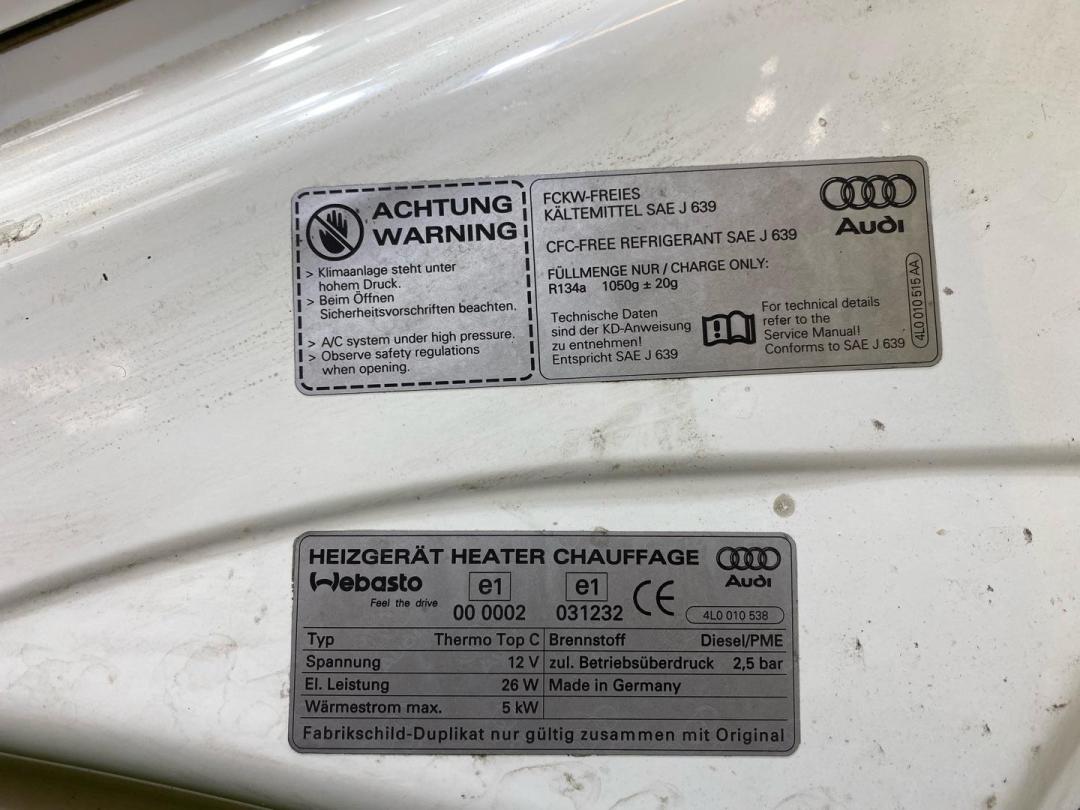 ACHTUNG
WARNING
> Klimaanlage steht unter
hohem Druck.
> Beim Öffnen
Sicherheitsvorschriften beachten.
> A/C system under high pressure.
> Observe safety regulations
when opening.
FCKW-FREIES
KÄLTEMITTEL SAE J 639
CFC-FREE REFRIGERANT SAE J 639
FÜLLMENGE NUR / CHARGE ONLY:
R134a 1050g ± 20g
Technische Daten
sind der KD-Anweisung
zu entnehmen!
Entspricht SAE J 639
For technical details
refer to the
Service Manual!
Conforms to SAE J 639
Audi
4L0 010 515 AA
HEIZGERÄT HEATER CHAUFFAGE
Webasto
Feel the drive
e1
00 0002
e1
031232
CE
Audi
4L0 010 538
Typ Thermo Top C Brennstoff Diesel/PME
Spannung 12 V zul. Betriebsüberdruck 2,5 bar
El. Leistung 26 W Made in Germany
Wärmestrom max. 5 kW
Fabrikschild-Duplikat nur gültig zusammen mit Original